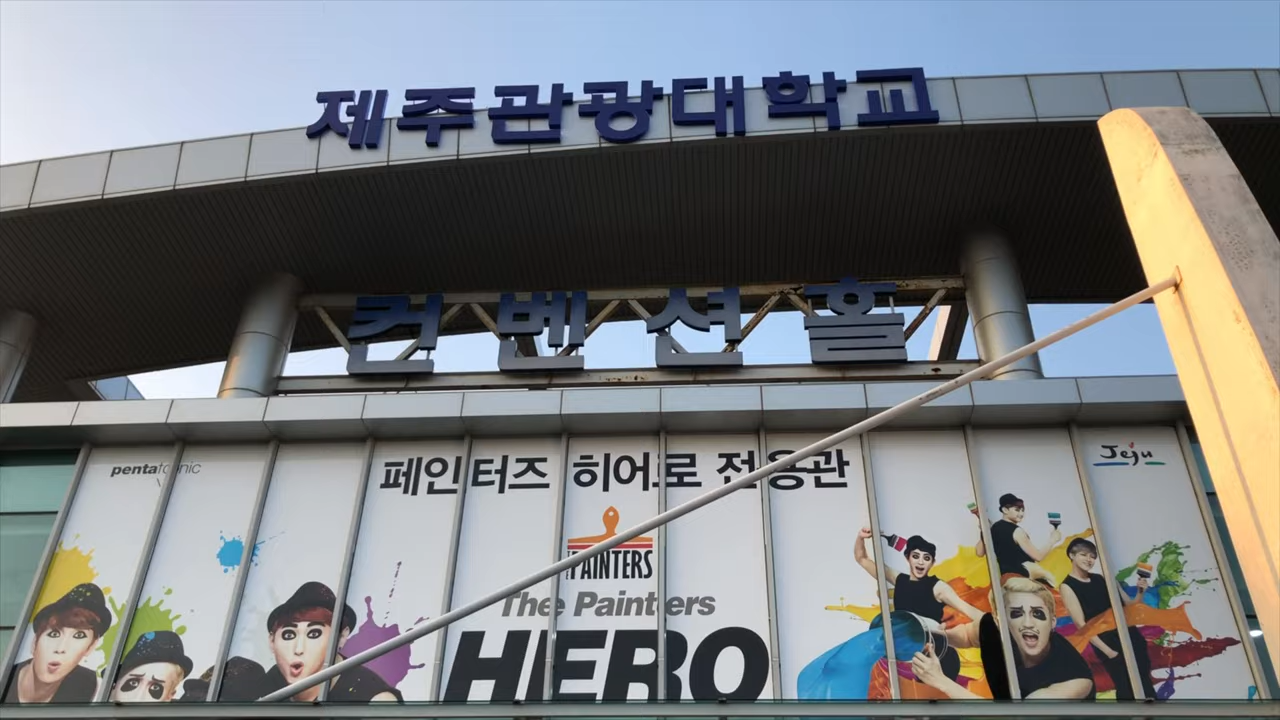 제주관광대학교
컨벤션홀
pentatonic
페인터즈 히어로 전용관
Jeju
PAINTERS
The Painters
HERO